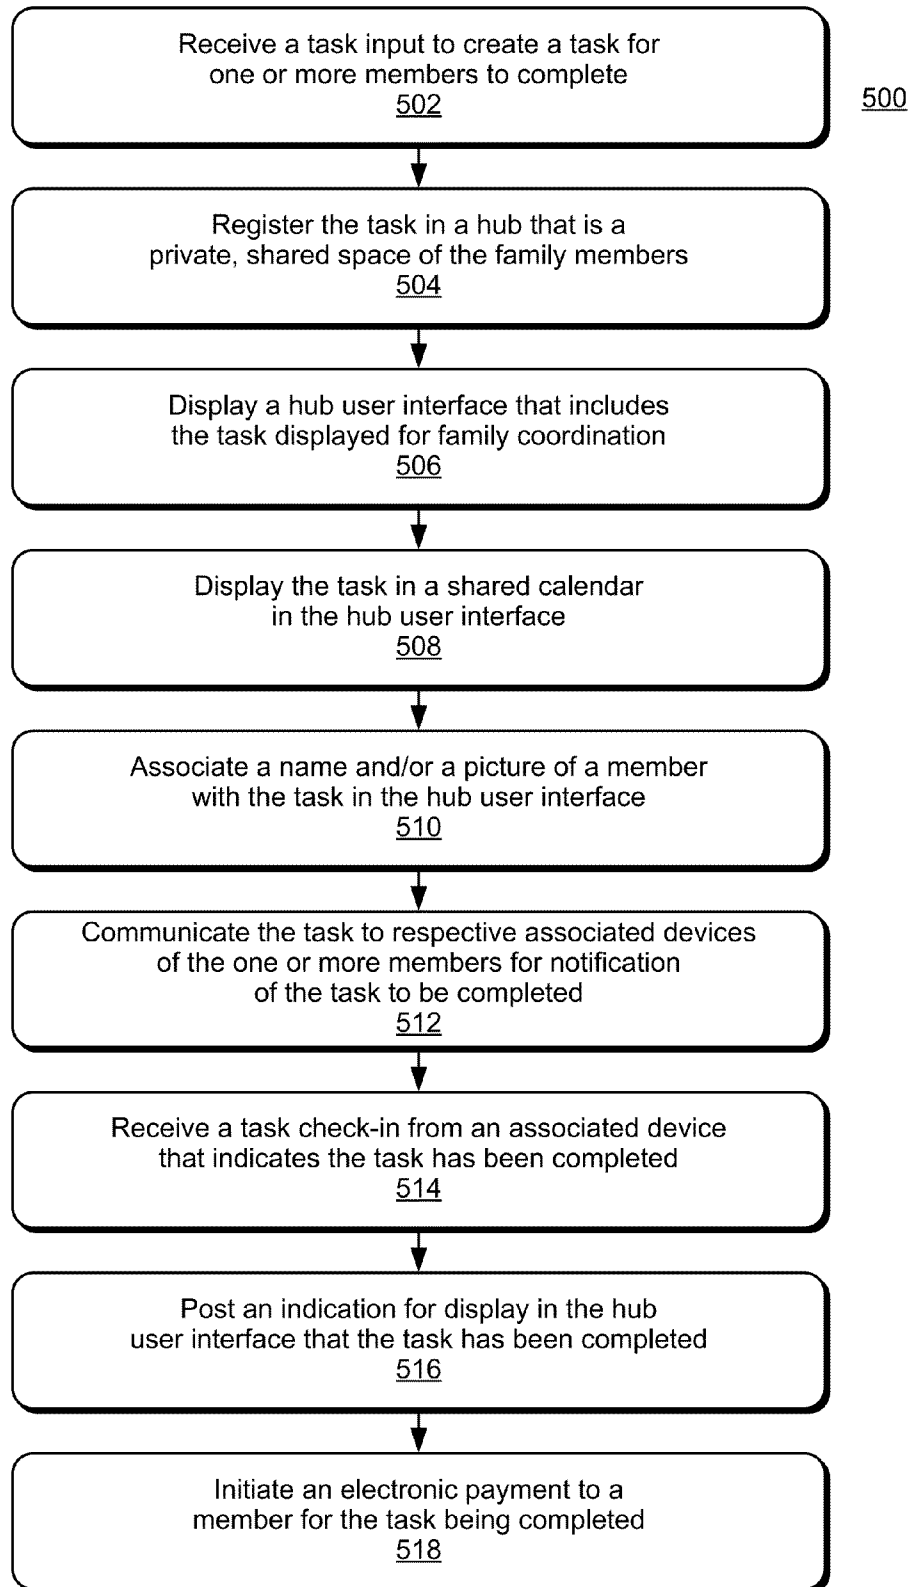 Receive a task input to create a task for
one or more members to complete
502
500
Register the task in a hub that is a
private, shared space of the family members
504
Display a hub user interface that includes
the task displayed for family coordination
506
Display the task in a shared calendar
in the hub user interface
508
Associate a name and/or a picture of a member
with the task in the hub user interface
510
Communicate the task to respective associated devices
of the one or more members for notification
of the task to be completed
512
Receive a task check-in from an associated device
that indicates the task has been completed
514
Post an indication for display in the hub
user interface that the task has been completed
516
Initiate an electronic payment to a
member for the task being completed
518